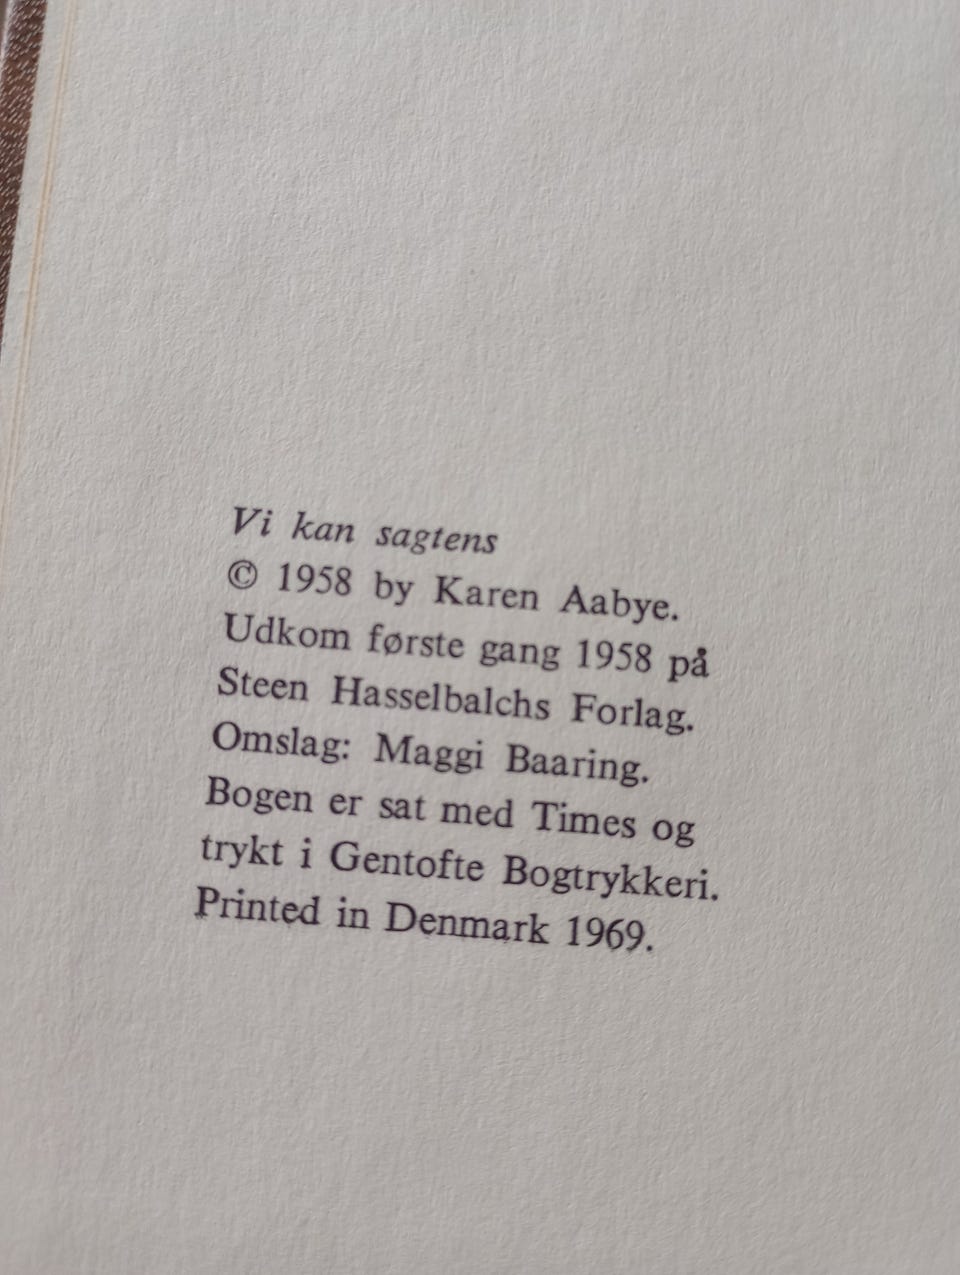 Vi kan sagtens
© 1958 by Karen Aabye.
Udkom første gang 1958 på
Steen Hasselbalchs Forlag.
Omslag: Maggi Baaring.
Bogen er sat med Times og
trykt i Gentofte Bogtrykkeri.
Printed in Denmark 1969.